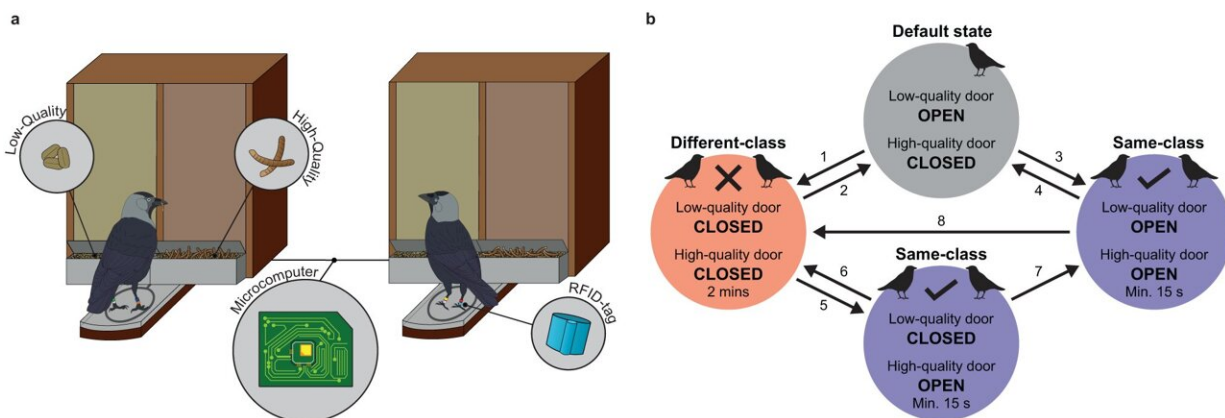 a
Low-Quality
High-Quality
Microcomputer
RFID-tag
b
Default state
Low-quality door
OPEN
High-quality door
CLOSED
Different-class
Low-quality door
CLOSED
High-quality door
CLOSED
2 mins
1
2
3
4
Same-class
Low-quality door
OPEN
High-quality door
OPEN
Min. 15 s
8
6
5
7
Same-class
Low-quality door
CLOSED
High-quality door
OPEN
Min. 15 s